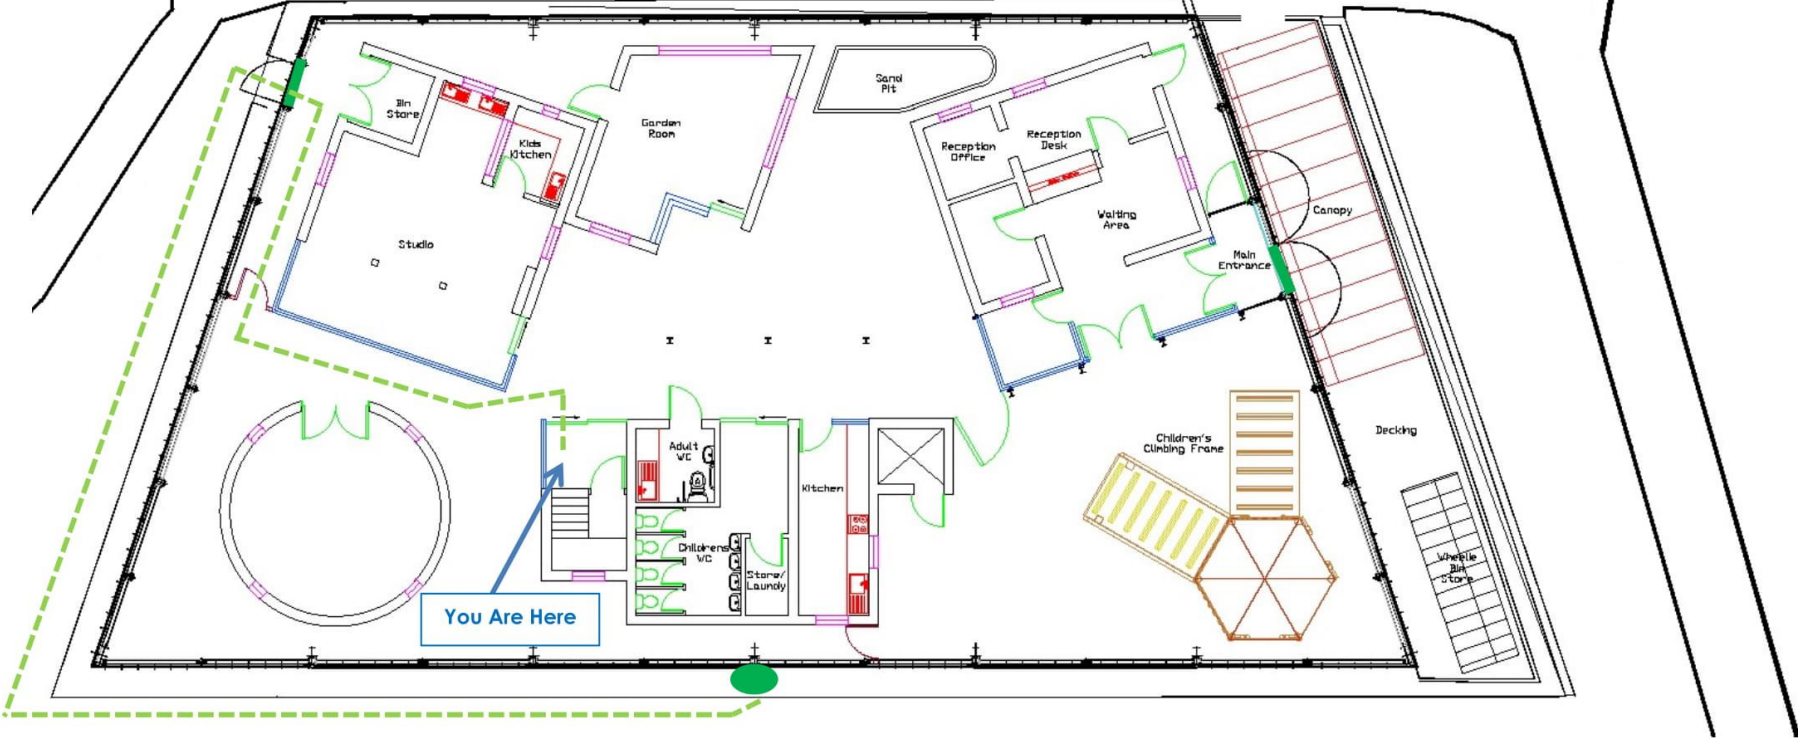 Bin
Store
Kids
Kitchen
Garden
Room
Sand
Pit
Reception
Office
Reception
Desk
Waiting
Area
Main
Entrance
Canopy
Studio
Adult
WC
Kitchen
Childrens
WC
Store/
Laundy
Children's
Climbing Frame
Decking
Wheelie
Bin
Store
You Are Here